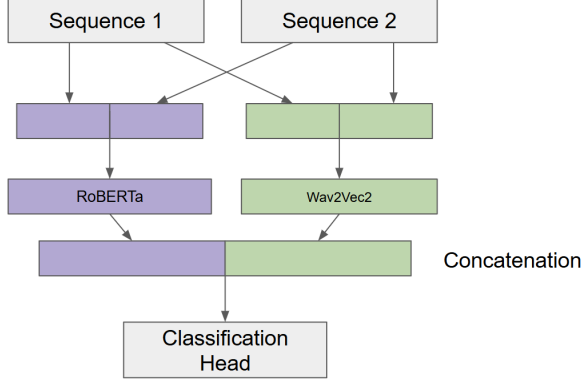 Sequence 1
Sequence 2
RoBERTa
Wav2Vec2
Concatenation
Classification
Head